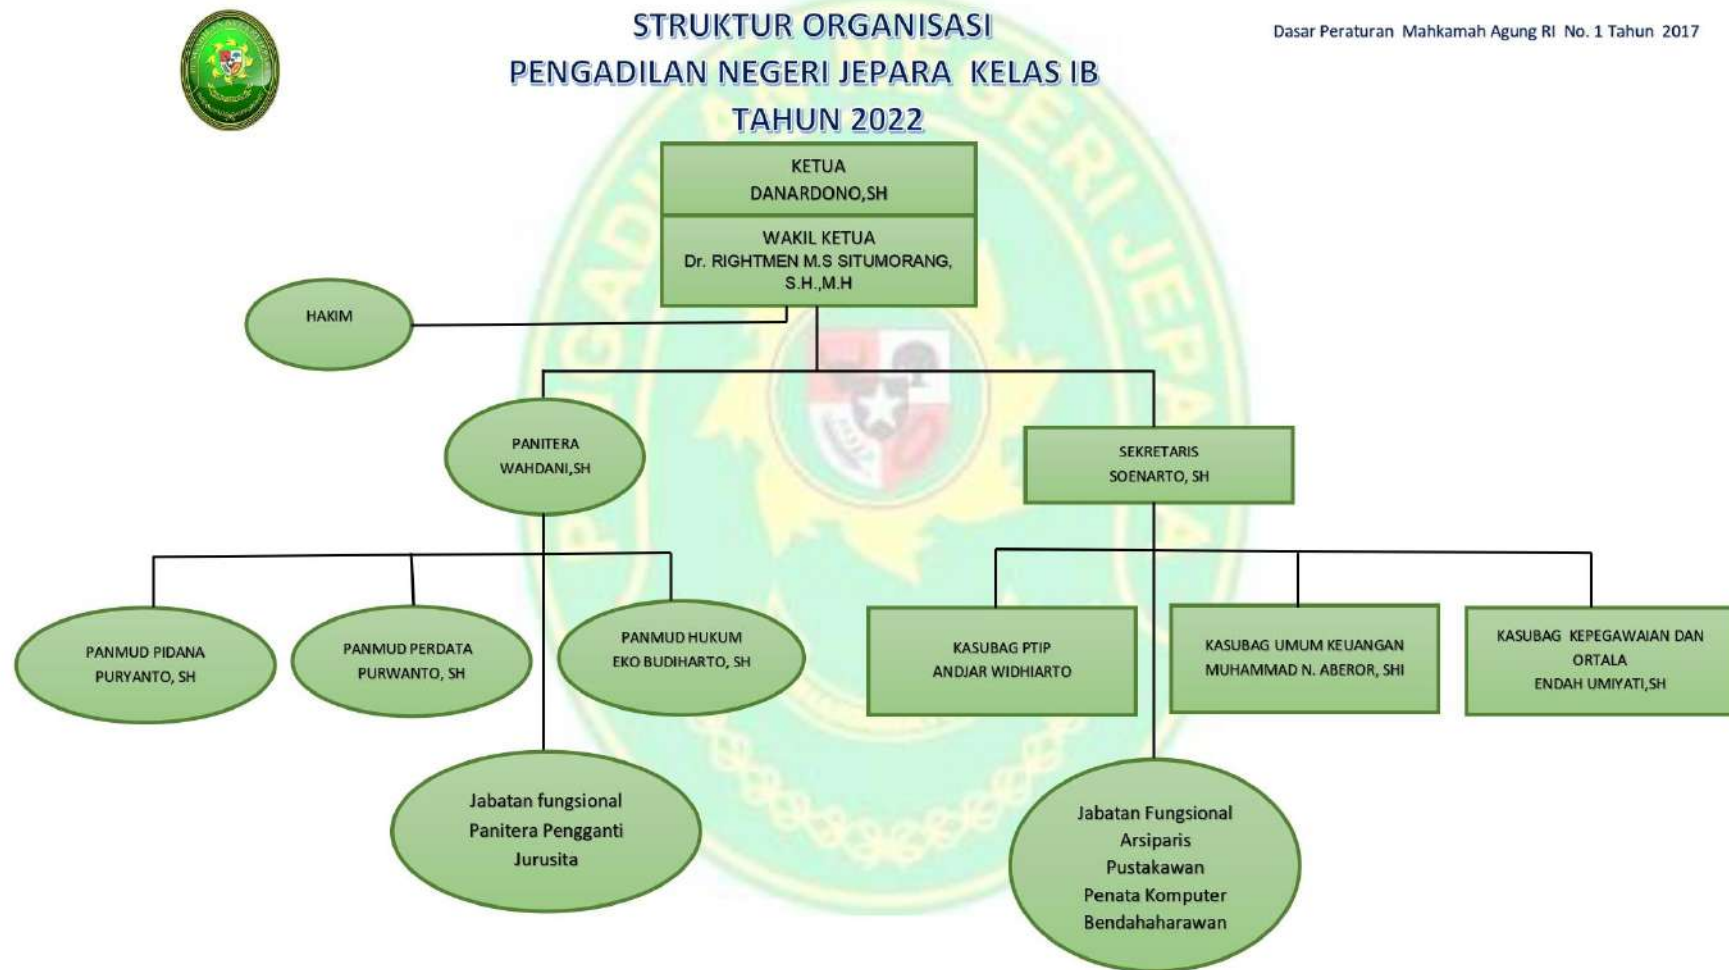 STRUKTUR ORGANISASI
PENGADILAN NEGERI JEPARA KELAS IB
TAHUN 2022
Dasar Peraturan Mahkamah Agung RI No. 1 Tahun 2017
KETUA
DANARDONO,SH
WAKIL KETUA
Dr. RIGHTMEN M.S SITUMORANG,
S.H.,M.H
HAKIM
PANITERA
WAHDANI,SH
SEKRETARIS
SOENARTO, SH
PANMUD PIDANA
PURYANTO, SH
PANMUD PERDATA
PURWANTO, SH
PANMUD HUKUM
EKO BUDIHARTO, SH
KASUBAG PTIP
ANDJAR WIDHIARTO
KASUBAG UMUM KEUANGAN
MUHAMMAD N. ABEROR, SHI
KASUBAG KEPEGAWAIAN DAN
ORTALA
ENDAH UMIYATI,SH
Jabatan fungsional
Panitera Pengganti
Jurusita
Jabatan Fungsional
Arsiparis
Pustakawan
Penata Komputer
Bendahaharawan
PENGADILAN NEGERI JEPARA